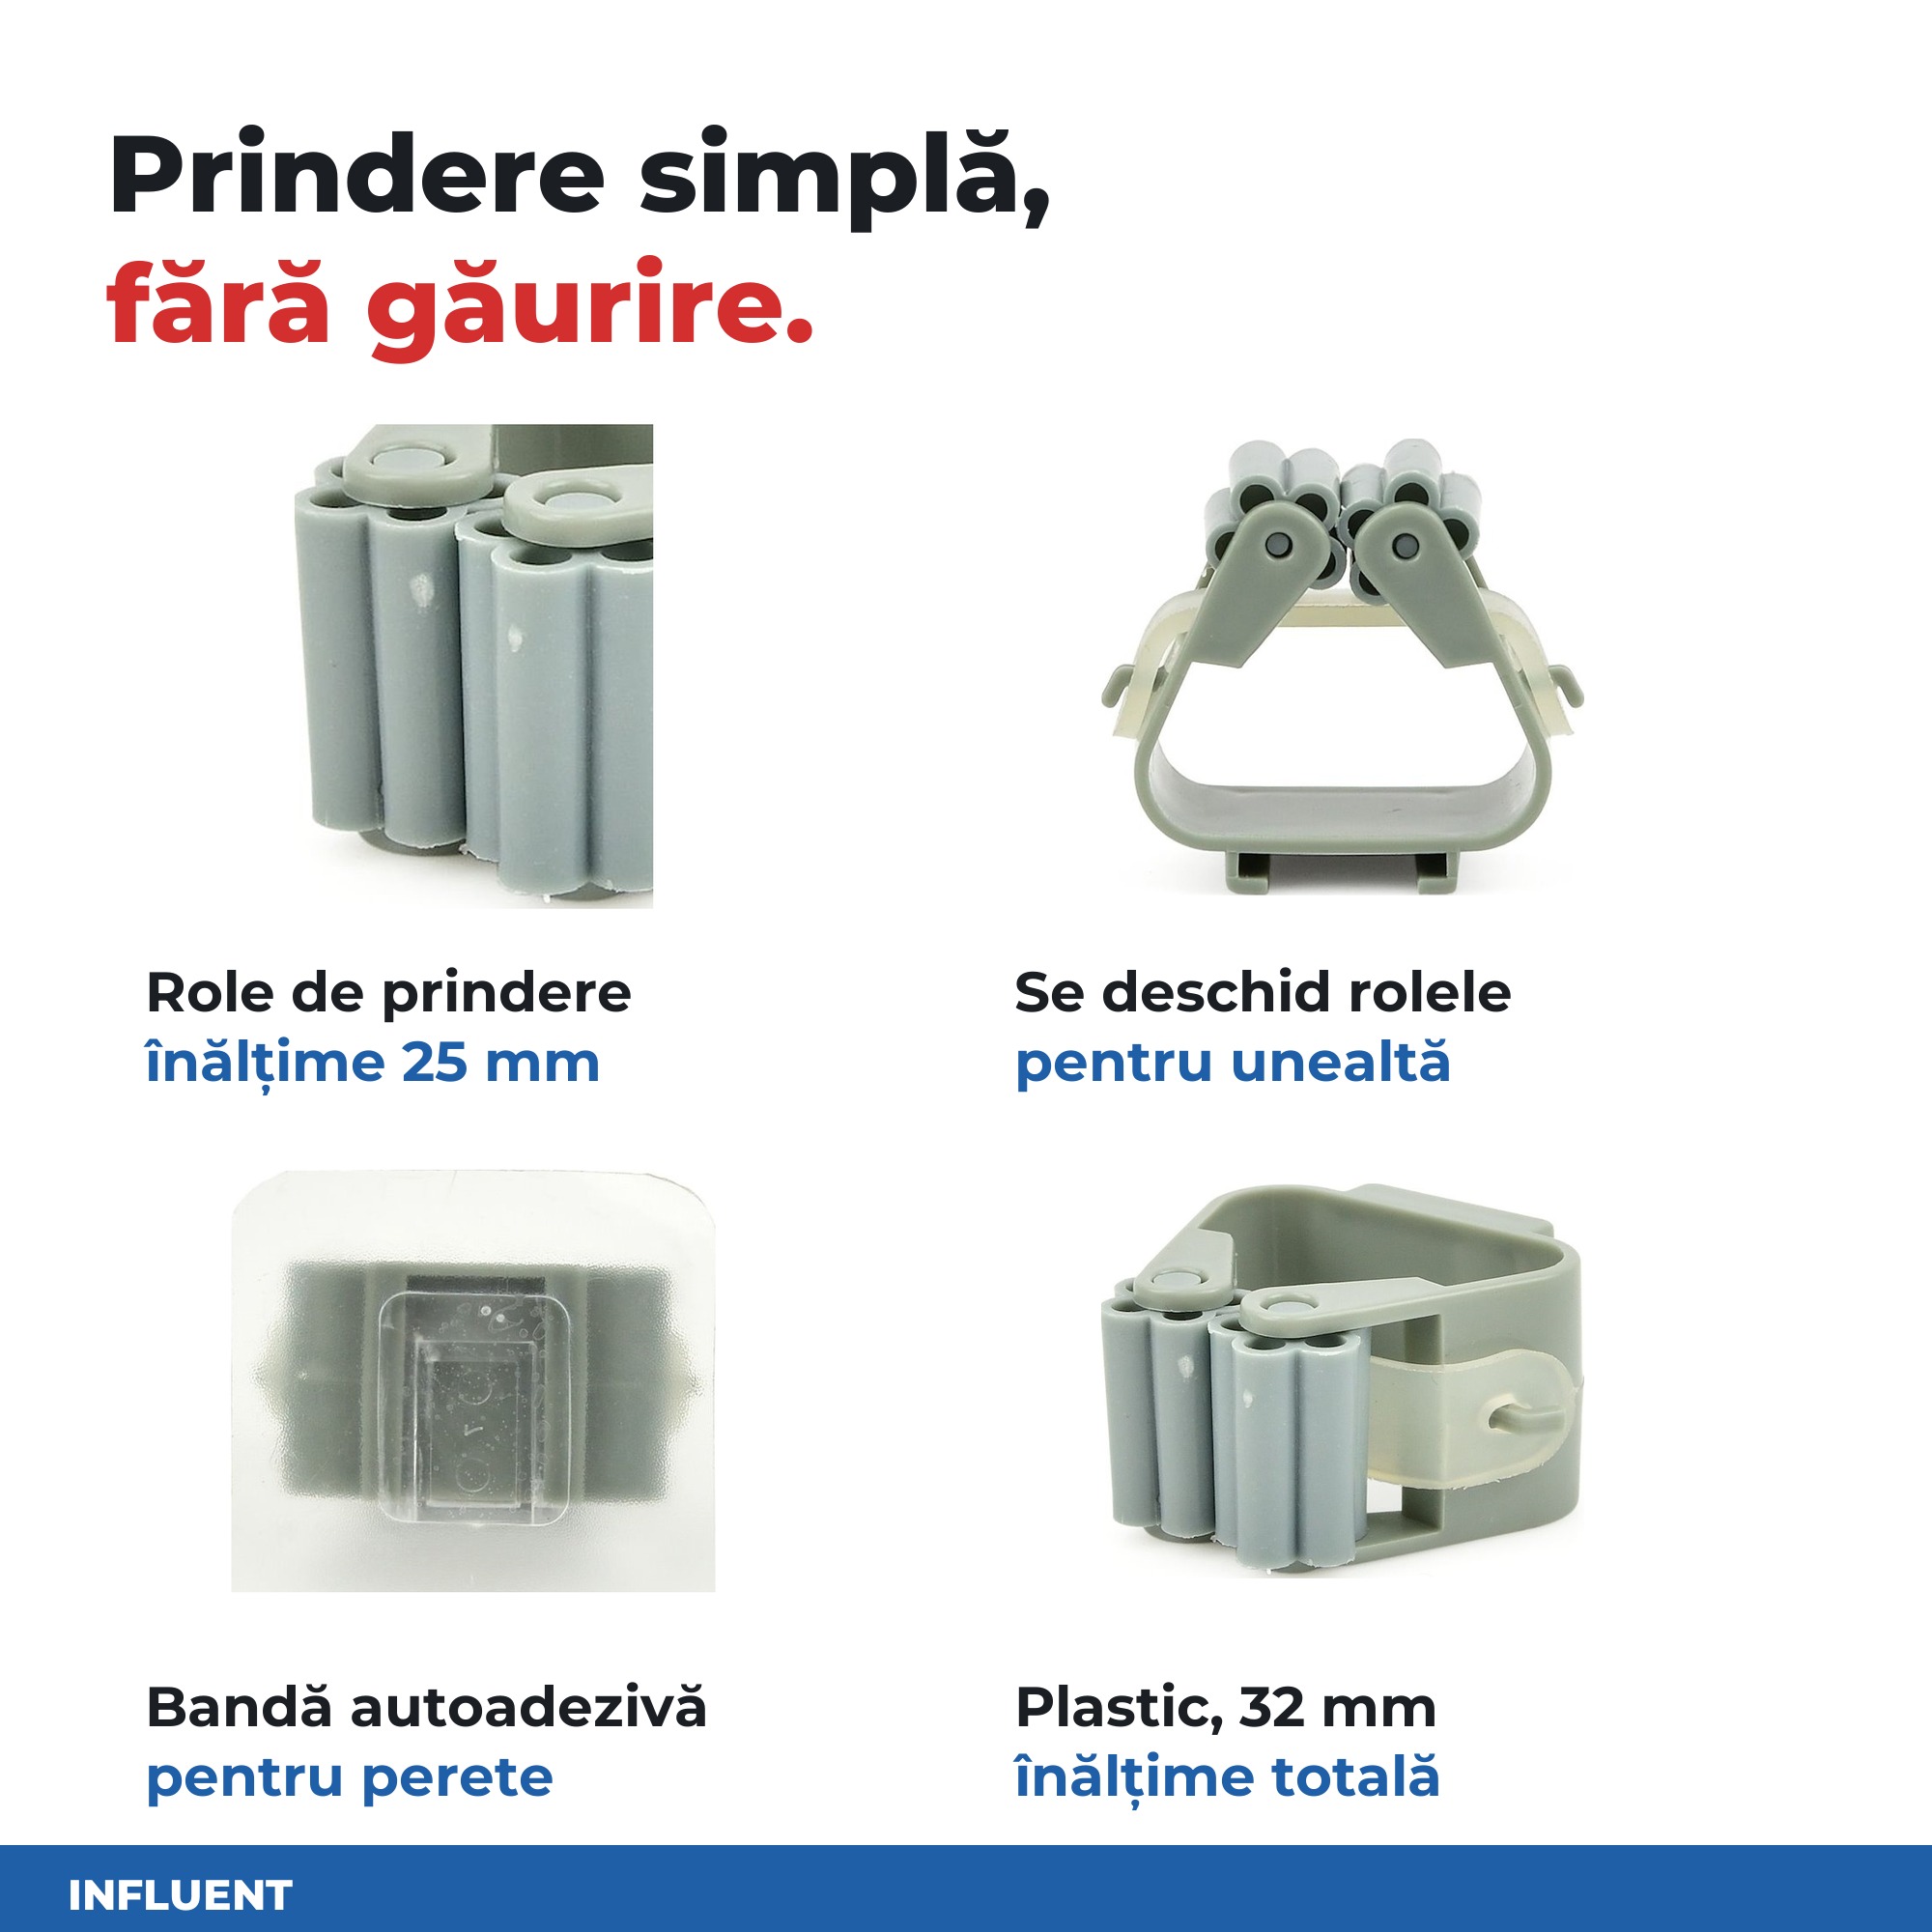 Prindere simplă,
fără găurire.
Role de prindere
înălțime 25 mm
Se deschid rolele
pentru unealtă
Bandă autoadezivă
pentru perete
Plastic, 32 mm
înălțime totală
INFLUENT